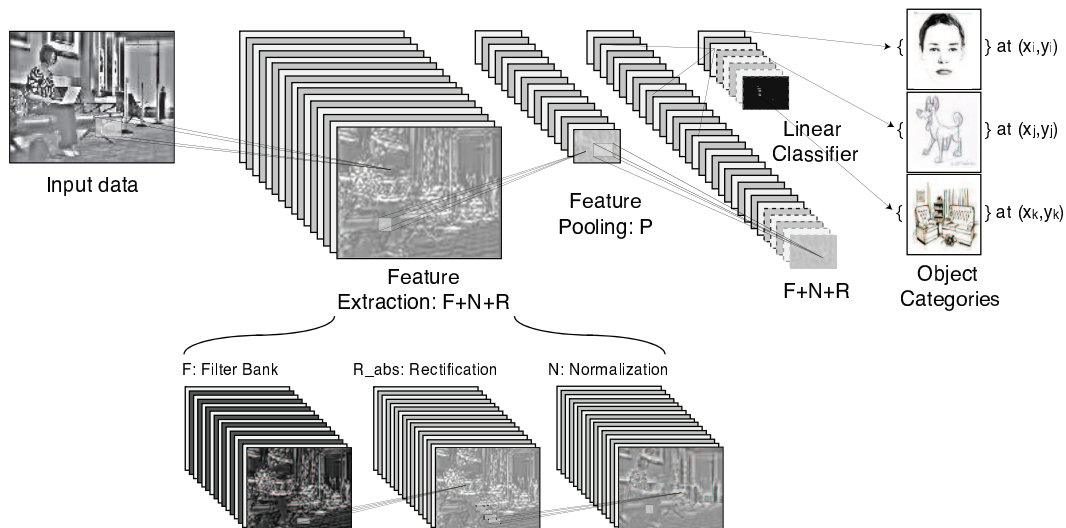 Input data
Feature
Extraction: F+N+R
Feature
Pooling: P
F+N+R
Linear
Classifier
{ } at (xi,yi)
{ } at (xj,yj)
{ } at (xk,yk)
Object
Categories
F: Filter Bank
R_abs: Rectification
N: Normalization